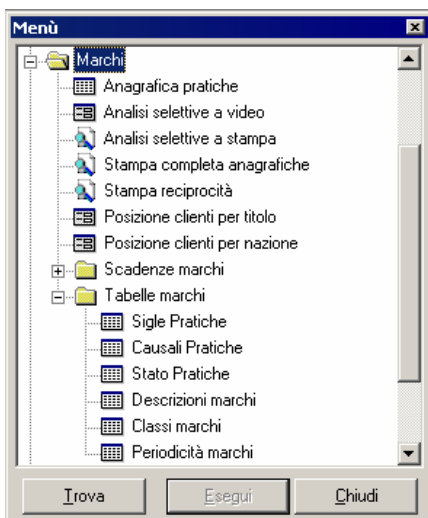 Menù
Marchi
Anagrafica pratiche
Analisi selettive a video
Analisi selettive a stampa
Stampa completa anagrafiche
Stampa reciprocità
Posizione clienti per titolo
Posizione clienti per nazione
Scadenze marchi
Tabelle marchi
Sigle Pratiche
Causali Pratiche
Stato Pratiche
Descrizioni marchi
Classi marchi
Periodicità marchi
Trova Esegui Chiudi